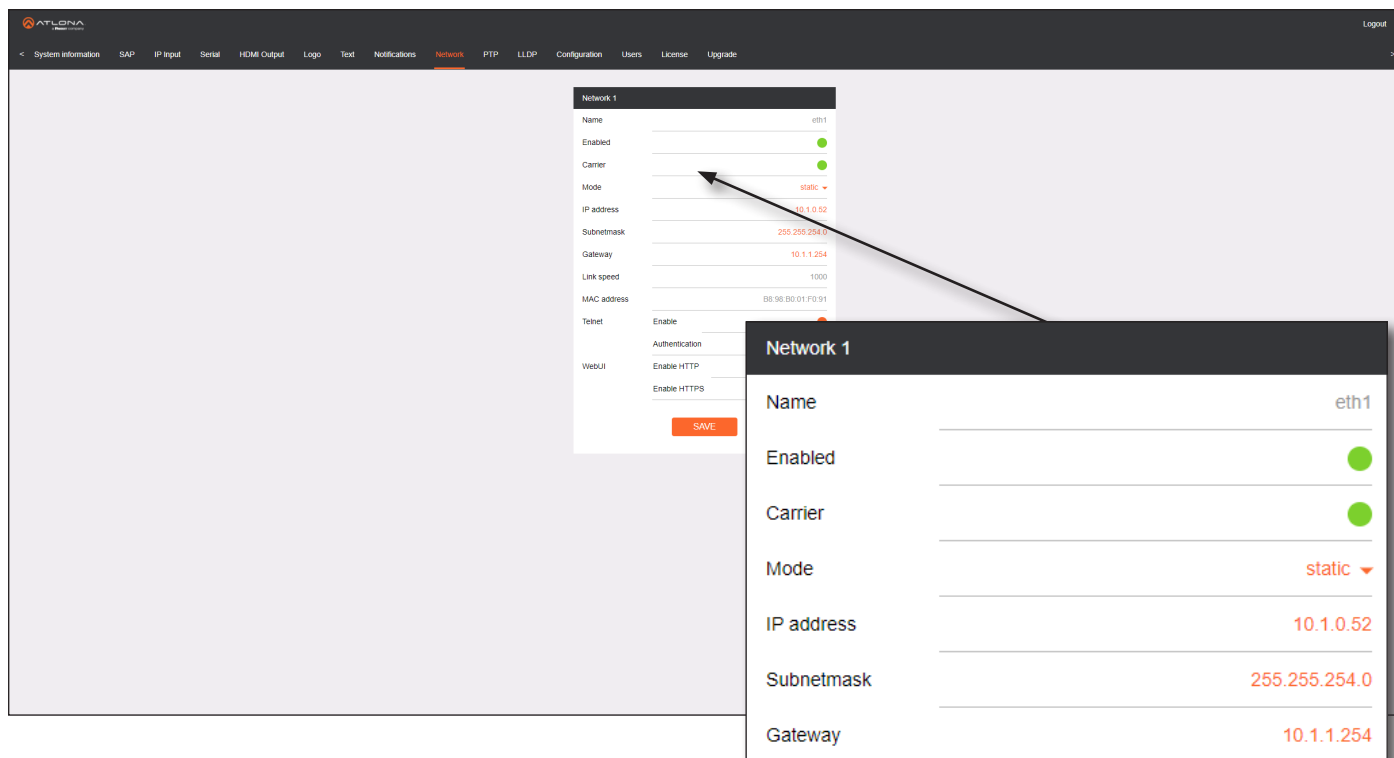 ATLONA
Logout
< System information SAP IP Input Serial HDMI Output Logo Text Notifications Network PTP LLDP Configuration Users License Upgrade >
Network 1
Name eth1
Enabled
Carrier
Mode static
IP address 10.1.0.52
Subnetmask 255.255.254.0
Gateway 10.1.1.254
Link speed 1000
MAC address B8:98:B0:01:F0:91
Telnet Enable
Authentication
WebUI Enable HTTP
Enable HTTPS
SAVE
Network 1
Name eth1
Enabled
Carrier
Mode static
IP address 10.1.0.52
Subnetmask 255.255.254.0
Gateway 10.1.1.254